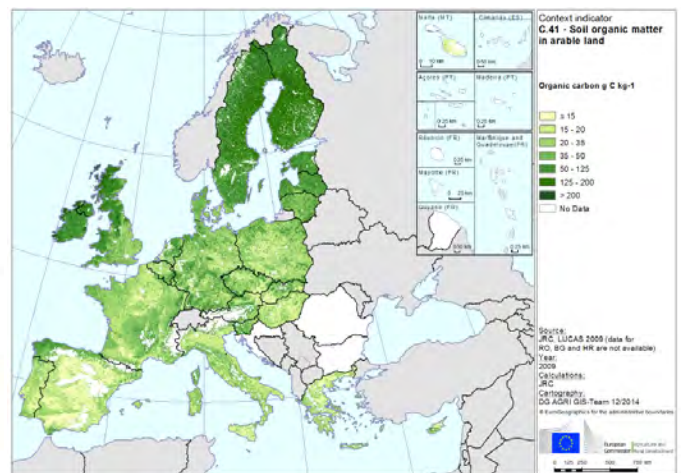 Context indicator
C.41 - Soil organic matter
in arable land
Organic carbon g C kg-1
≤ 15
15 - 20
20 - 35
35 - 50
50 - 125
125 - 200
> 200
No Data
Malta (MT)
Canarias (ES)
Açores (PT)
Madeira (PT)
Réunion (FR)
Martinique and
Guadeloupe(FR)
Mayotte (FR)
Guyane (FR)
Source:
JRC, LUCAS 2009 (data for
RO, BG and HR are not available)
Year:
2009
Calculations:
JRC
Cartography:
DG AGRI GIS-Team 12/2014
© EuroGeographics for the administrative boundaries
European
Commission